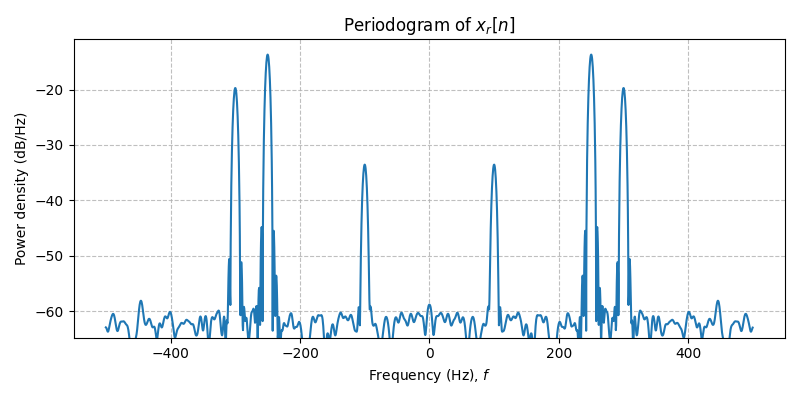 Periodogram of x_r[n]
Power density (dB/Hz)
−20
−30
−40
−50
−60
−400 −200 0 200 400
Frequency (Hz), f